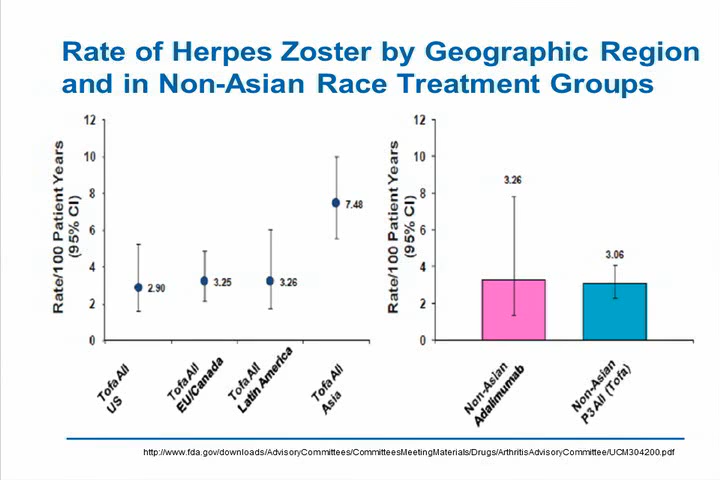 Rate of Herpes Zoster by Geographic Region
and in Non-Asian Race Treatment Groups
Rate/100 Patient Years
(95% CI)
12
10
8
6
4
2
0
2.90
3.25
3.26
7.48
Tofa All
US
Tofa All
EU/Canada
Tofa All
Latin America
Tofa All
Asia
Rate/100 Patient Years
(95% CI)
12
10
8
6
4
2
0
3.26
3.06
Non-Asian
Adalimumab
Non-Asian
P3 All (Tofa)
http://www.fda.gov/downloads/AdvisoryCommittees/CommitteesMeetingMaterials/Drugs/ArthritisAdvisoryCommittee/UCM304200.pdf